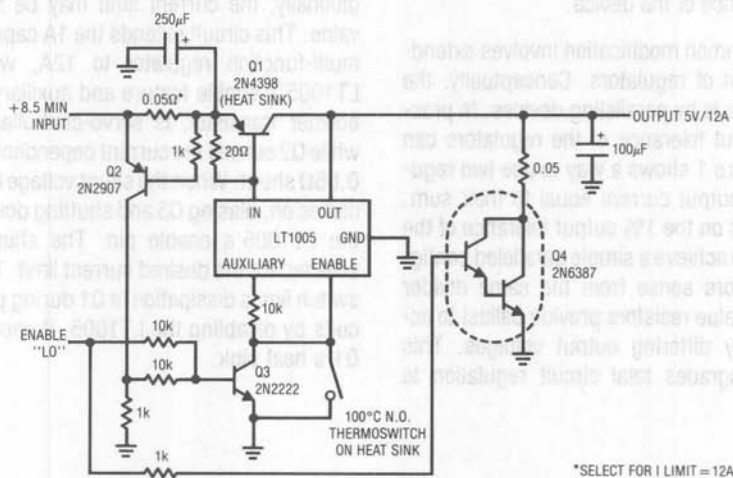 250µF
+
Q1
2N4398
(HEAT SINK)
+8.5 MIN
INPUT
0.05Ω*
OUTPUT 5V/12A
Q2
2N2907
1k
20Ω
0.05
+
100µF
IN
OUT
LT1005
GND
AUXILIARY
ENABLE
Q4
2N6387
10k
ENABLE
"LO"
10k
10k
Q3
2N2222
1k
100°C N.O.
THERMOSWITCH
ON HEAT SINK
1k
*SELECT FOR I LIMIT = 12A